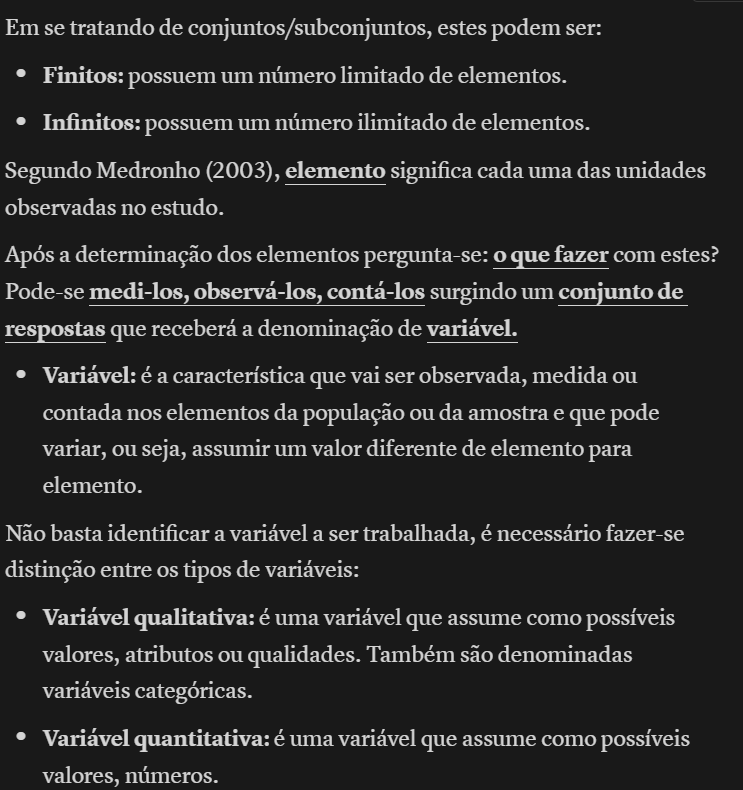 Em se tratando de conjuntos/subconjuntos, estes podem ser:
• Finitos: possuem um número limitado de elementos.
• Infinitos: possuem um número ilimitado de elementos.
Segundo Medronho (2003), elemento significa cada uma das unidades
observadas no estudo.
Após a determinação dos elementos pergunta-se: o que fazer com estes?
Pode-se medi-los, observá-los, contá-los surgindo um conjunto de
respostas que receberá a denominação de variável.
• Variável: é a característica que vai ser observada, medida ou
contada nos elementos da população ou da amostra e que pode
variar, ou seja, assumir um valor diferente de elemento para
elemento.
Não basta identificar a variável a ser trabalhada, é necessário fazer-se
distinção entre os tipos de variáveis:
• Variável qualitativa: é uma variável que assume como possíveis
valores, atributos ou qualidades. Também são denominadas
variáveis categóricas.
• Variável quantitativa: é uma variável que assume como possíveis
valores, números.